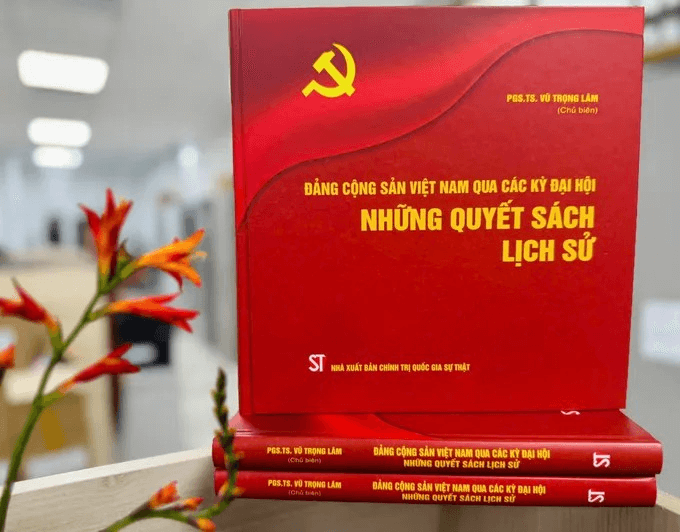 PGS.TS. VŨ TRỌNG LÂM
(Chủ biên)
ĐẢNG CỘNG SẢN VIỆT NAM QUA CÁC KỲ ĐẠI HỘI
NHỮNG QUYẾT SÁCH
LỊCH SỬ
ST NHÀ XUẤT BẢN CHÍNH TRỊ QUỐC GIA SỰ THẬT
PGS.TS. VŨ TRỌNG LÂM
(Chủ biên)
ĐẢNG CỘNG SẢN VIỆT NAM QUA CÁC KỲ ĐẠI HỘI
NHỮNG QUYẾT SÁCH LỊCH SỬ
ST
PGS.TS. VŨ TRỌNG LÂM
(Chủ biên)
ĐẢNG CỘNG SẢN VIỆT NAM QUA CÁC KỲ ĐẠI HỘI
NHỮNG QUYẾT SÁCH LỊCH SỬ
ST